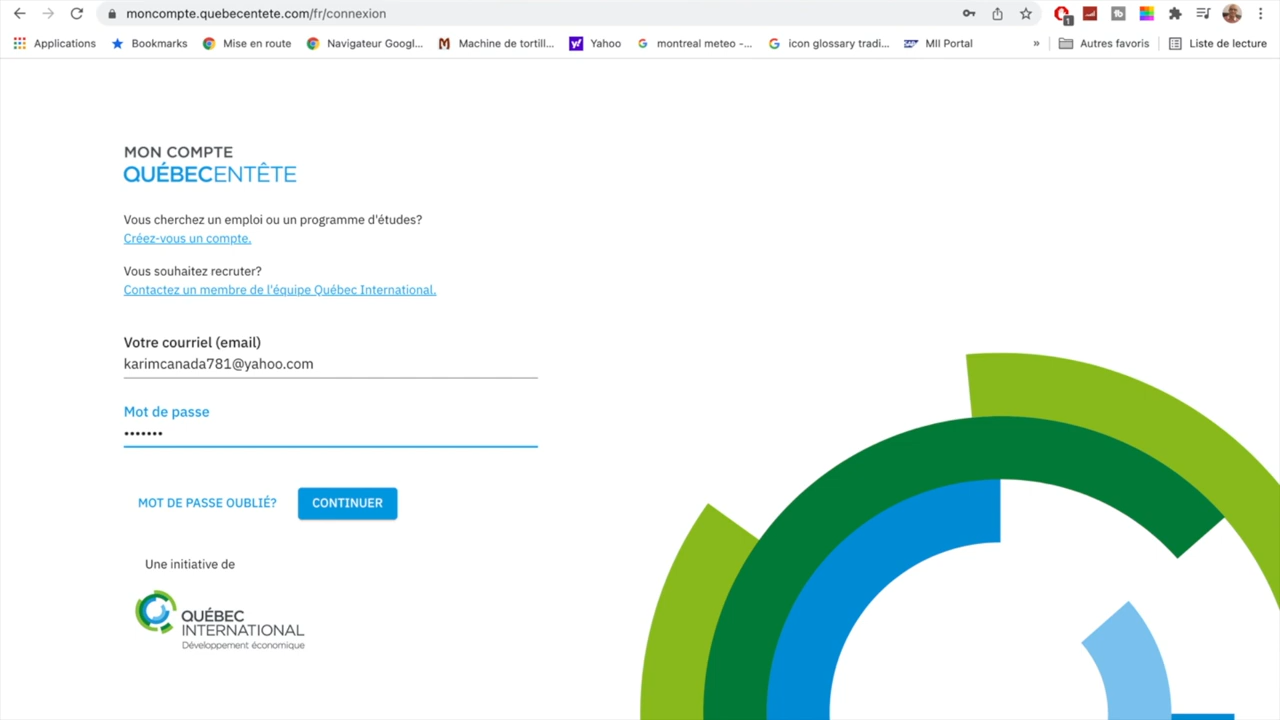 moncompte.quebecentete.com/fr/connexion
1
Applications
Bookmarks
Mise en route
Navigateur Googl...
Machine de tortill...
Yahoo
montreal meteo -...
icon glossary tradi...
MII Portal
»
Autres favoris
Liste de lecture
MON COMPTE
QUÉBECENTÊTE
Vous cherchez un emploi ou un programme d'études?
Créez-vous un compte.
Vous souhaitez recruter?
Contactez un membre de l'équipe Québec International.
Votre courriel (email)
karimcanada781@yahoo.com
Mot de passe
•••••••
MOT DE PASSE OUBLIÉ?
CONTINUER
Une initiative de
QUÉBEC
INTERNATIONAL
Développement économique